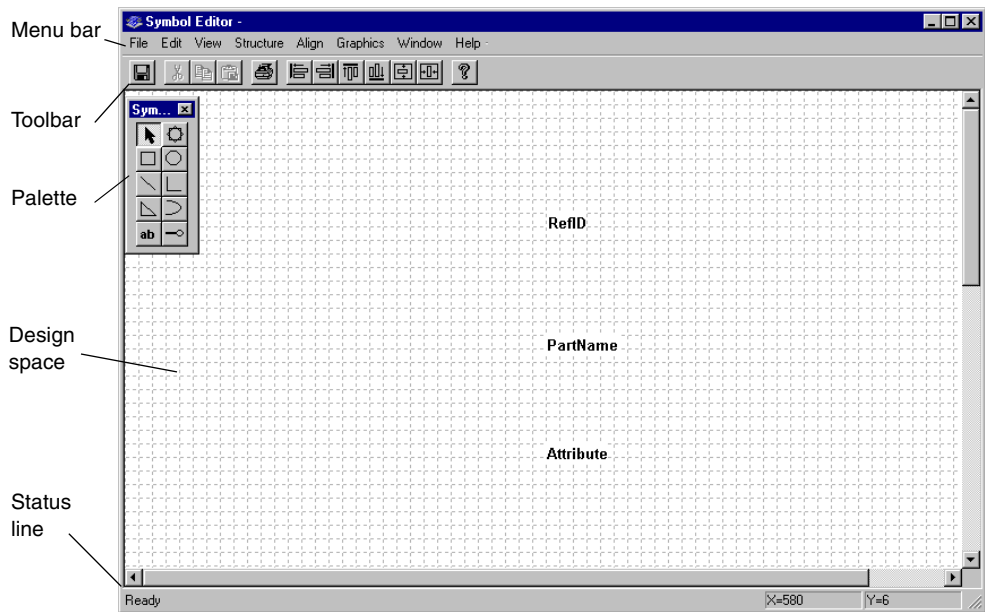 Symbol Editor -
Menu bar
File Edit View Structure Align Graphics Window Help
Toolbar
Sym...
Palette
ab
RefID
Design
space
PartName
Attribute
Status
line
Ready X=580 Y=6